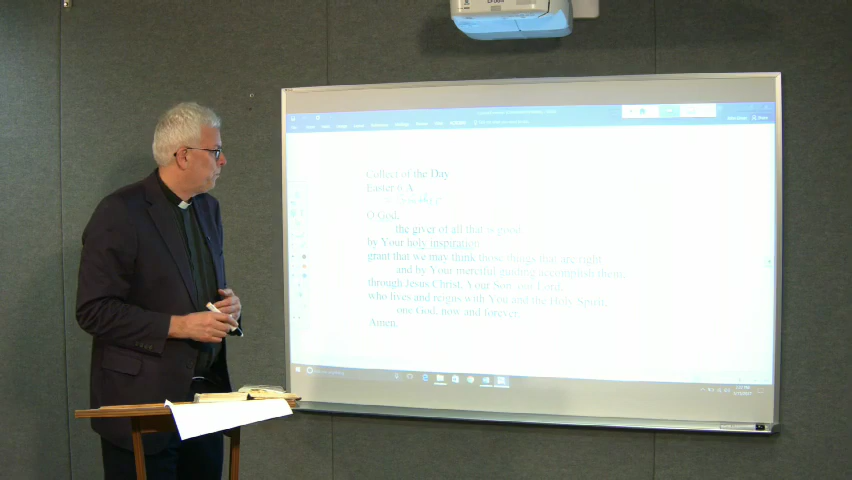 Collect of the Day
Easter 6 A
O God,
the giver of all that is good
by Your holy inspiration
grant that we may think those things that are right
and by Your merciful guiding accomplish them;
through Jesus Christ, Your Son, our Lord,
who lives and reigns with You and the Holy Spirit,
one God, now and forever.
Amen.